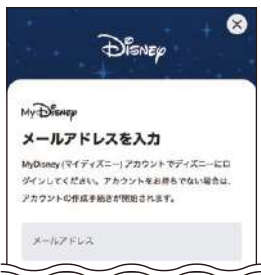 Disney
MyDisney
メールアドレスを入力
MyDisney (マイディズニー) アカウントでディズニーにロ
グインしてください。アカウントをお持ちでない場合は、
アカウントの作成手続きが開始されます。
メールアドレス